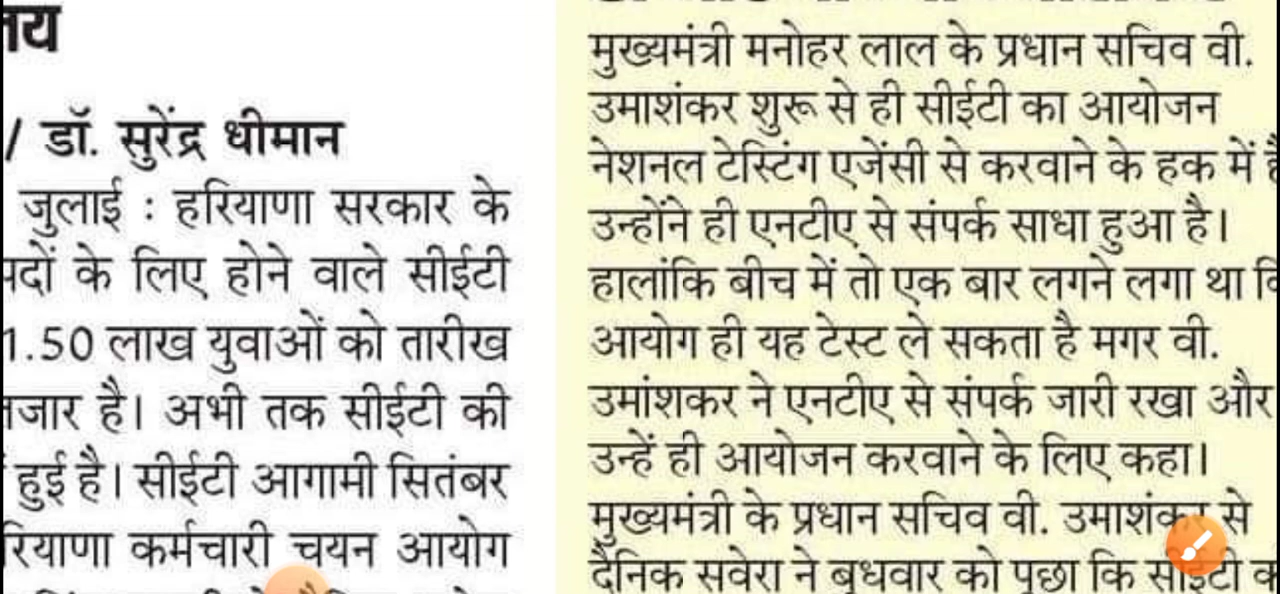 / डॉ. सुरेंद्र धीमान
जुलाई : हरियाणा सरकार के
पदों के लिए होने वाले सीईटी
1.50 लाख युवाओं को तारीख
है। अभी तक सीईटी की
हुई है। सीईटी आगामी सितंबर
कर्मचारी चयन आयोग
मुख्यमंत्री मनोहर लाल के प्रधान सचिव वी.
उमाशंकर शुरू से ही सीईटी का आयोजन
नेशनल टेस्टिंग एजेंसी से करवाने के हक में
उन्होंने ही एनटीए से संपर्क साधा हुआ है।
हालांकि बीच में तो एक बार लगने लगा था
आयोग ही यह टेस्ट ले सकता है मगर वी.
उमांशकर ने एनटीए से संपर्क जारी रखा और
उन्हें ही आयोजन करवाने के लिए कहा।
मुख्यमंत्री के प्रधान सचिव वी. उमाशंकर से
दैनिक सवेरा ने बुधवार को पूछा कि सीईटी